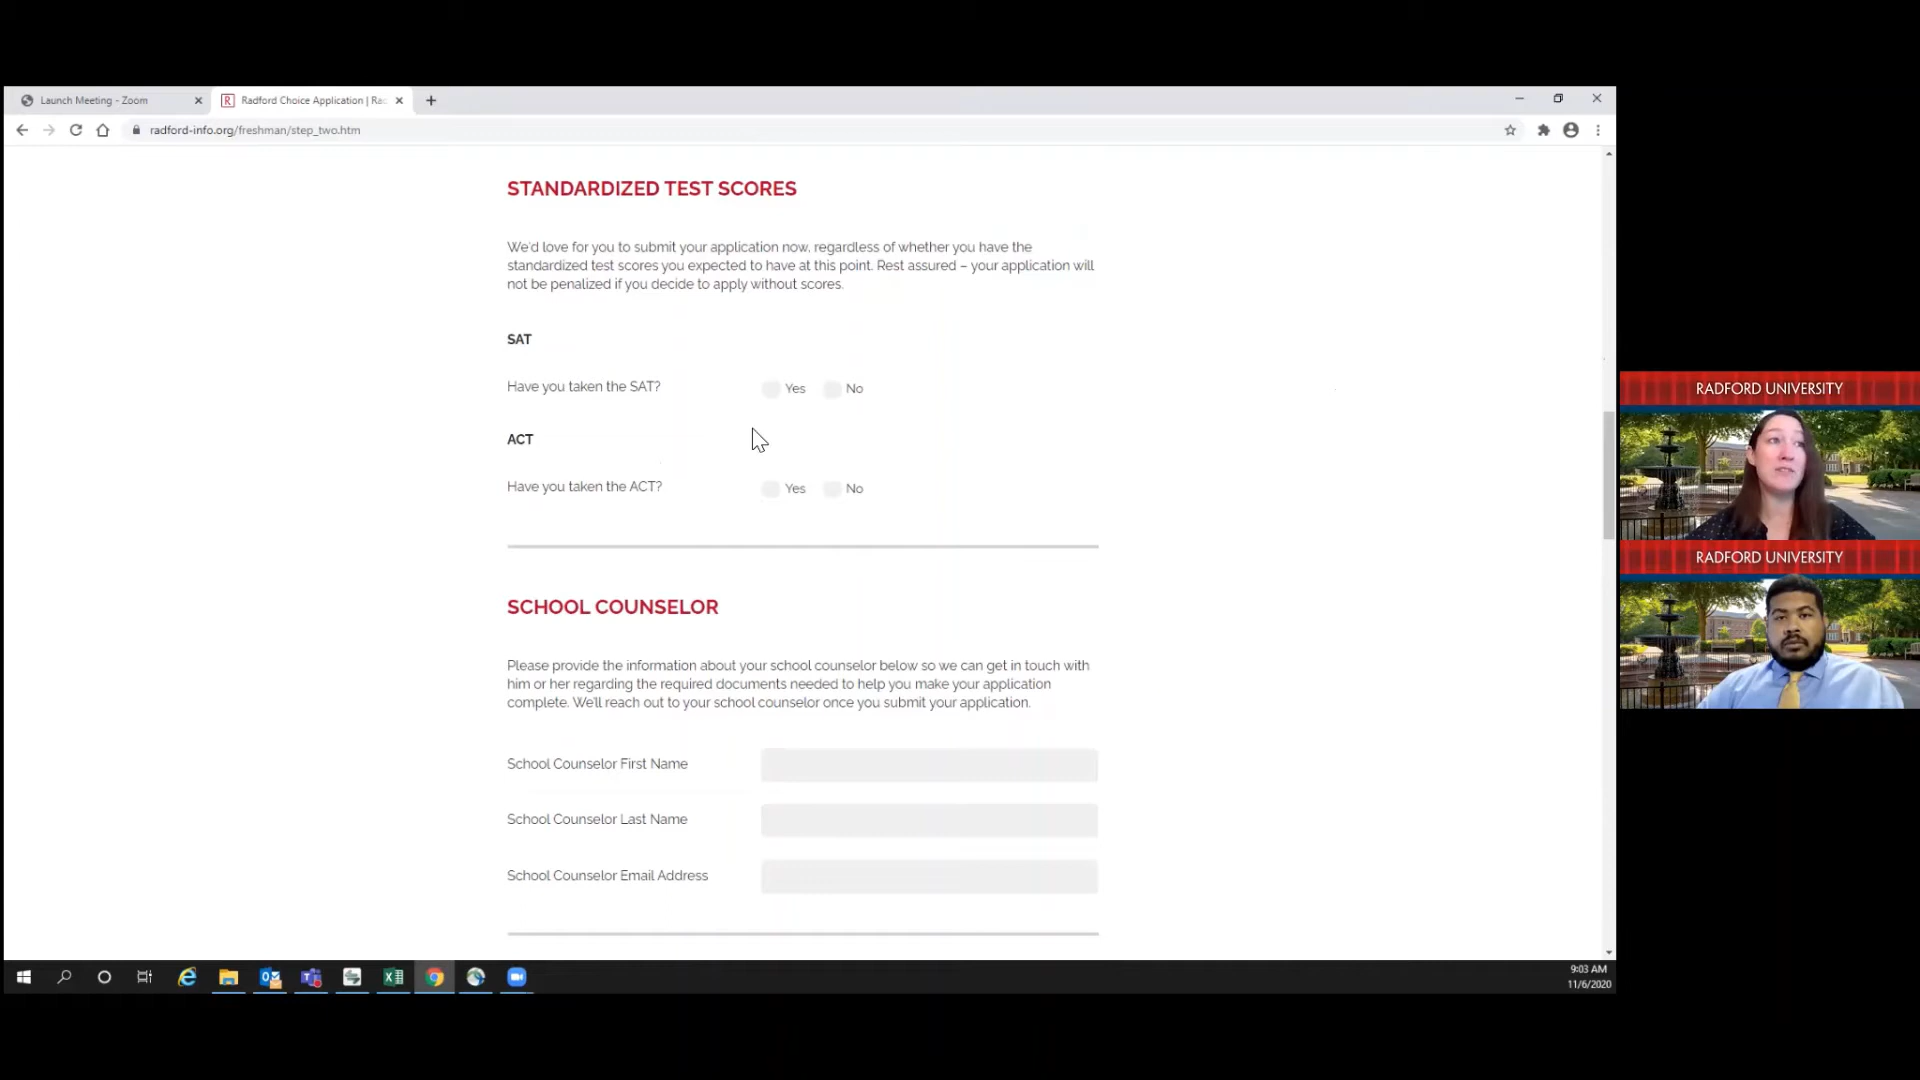 Launch Meeting - Zoom
Radford Choice Application | Rac
radford-info.org/freshman/step_two.htm
STANDARDIZED TEST SCORES
We'd love for you to submit your application now, regardless of whether you have the
standardized test scores you expected to have at this point. Rest assured – your application will
not be penalized if you decide to apply without scores.
SAT
Have you taken the SAT? Yes No
ACT
Have you taken the ACT? Yes No
SCHOOL COUNSELOR
Please provide the information about your school counselor below so we can get in touch with
him or her regarding the required documents needed to help you make your application
complete. We'll reach out to your school counselor once you submit your application.
School Counselor First Name
School Counselor Last Name
School Counselor Email Address
RADFORD UNIVERSITY
RADFORD UNIVERSITY
9:03 AM
11/6/2020